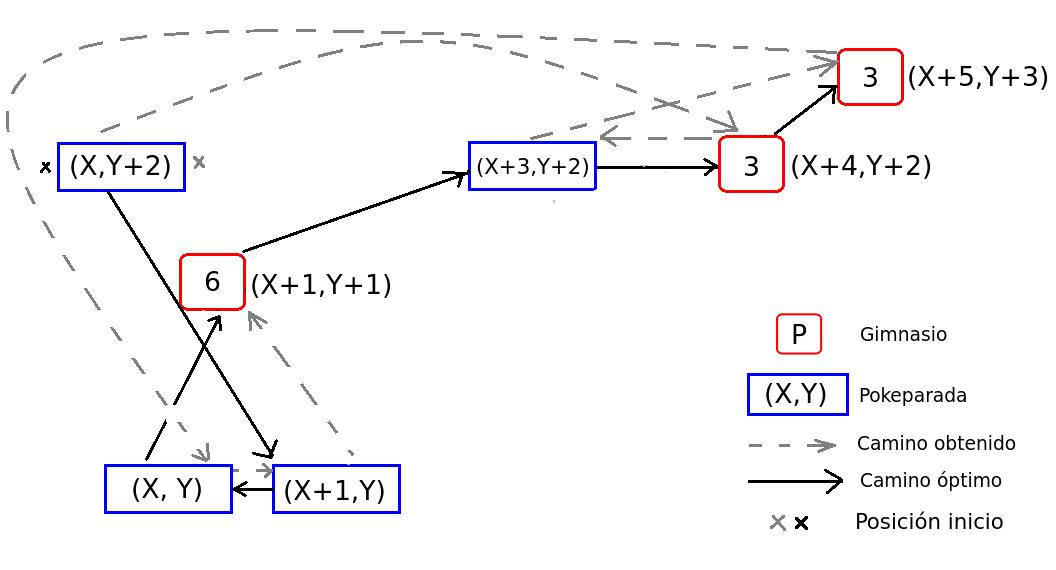 3 (X+5,Y+3)
(X,Y+2)
(X+3,Y+2)
3 (X+4,Y+2)
6 (X+1,Y+1)
P Gimnasio
(X,Y) Pokeparada
Camino obtenido
Camino óptimo
Posición inicio
(X, Y)
(X+1,Y)